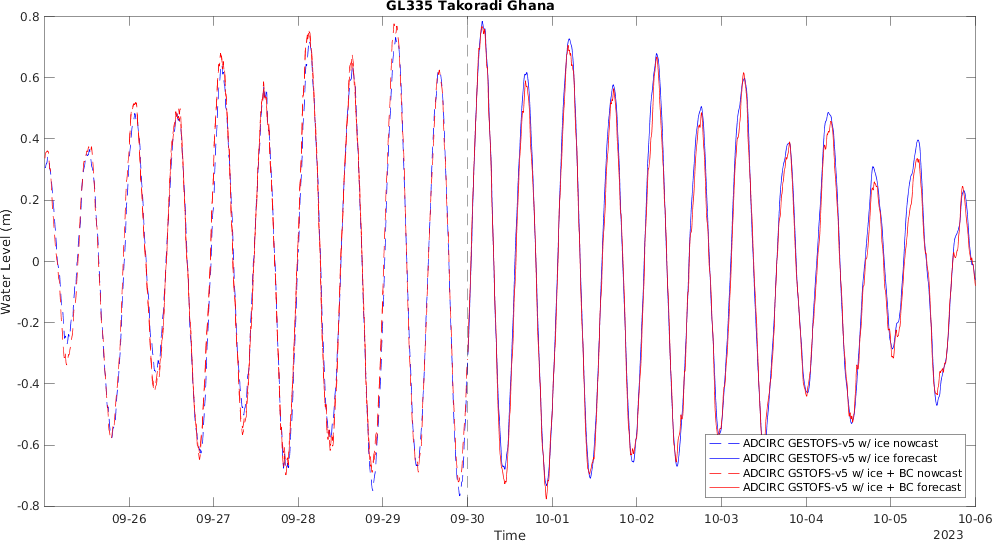 GL335 Takoradi Ghana
0.8
0.6
0.4
0.2
0
-0.2
-0.4
-0.6
-0.8
Water Level (m)
ADCIRC GESTOFS-v5 w/ ice nowcast
ADCIRC GESTOFS-v5 w/ ice forecast
ADCIRC GSTOFS-v5 w/ ice + BC nowcast
ADCIRC GSTOFS-v5 w/ ice + BC forecast
09-26 09-27 09-28 09-29 09-30 10-01 10-02 10-03 10-04 10-05 10-06
Time
2023